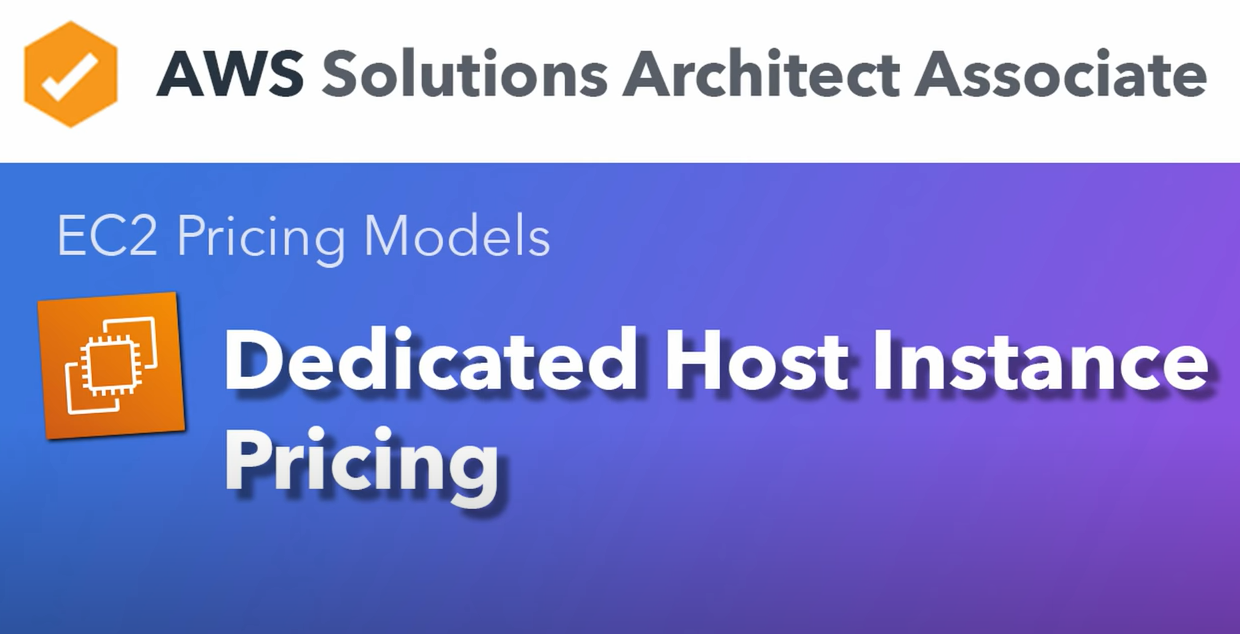 AWS Solutions Architect Associate
EC2 Pricing Models
Dedicated Host Instance
Pricing